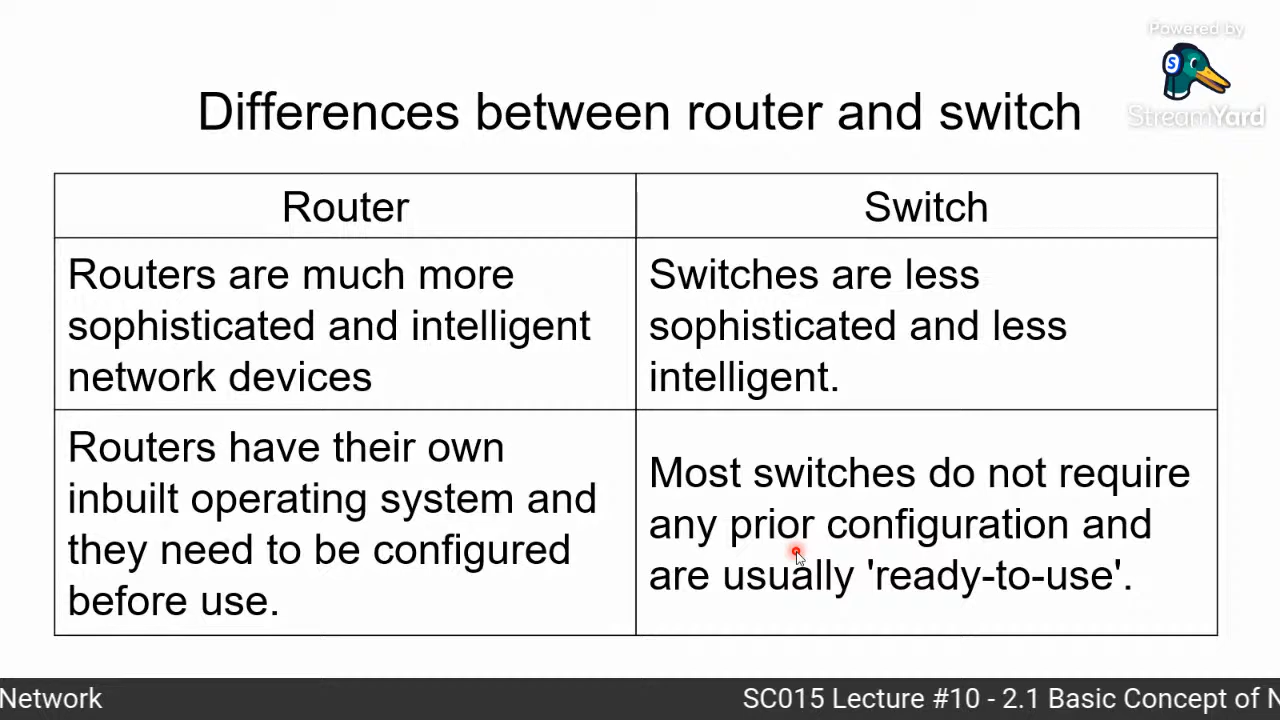 Powered by
S
StreamYard
Differences between router and switch
Router
Switch
Routers are much more
sophisticated and intelligent
network devices
Switches are less
sophisticated and less
intelligent.
Routers have their own
inbuilt operating system and
they need to be configured
before use.
Most switches do not require
any prior configuration and
are usually 'ready-to-use'.
Network
SC015 Lecture #10 - 2.1 Basic Concept of N